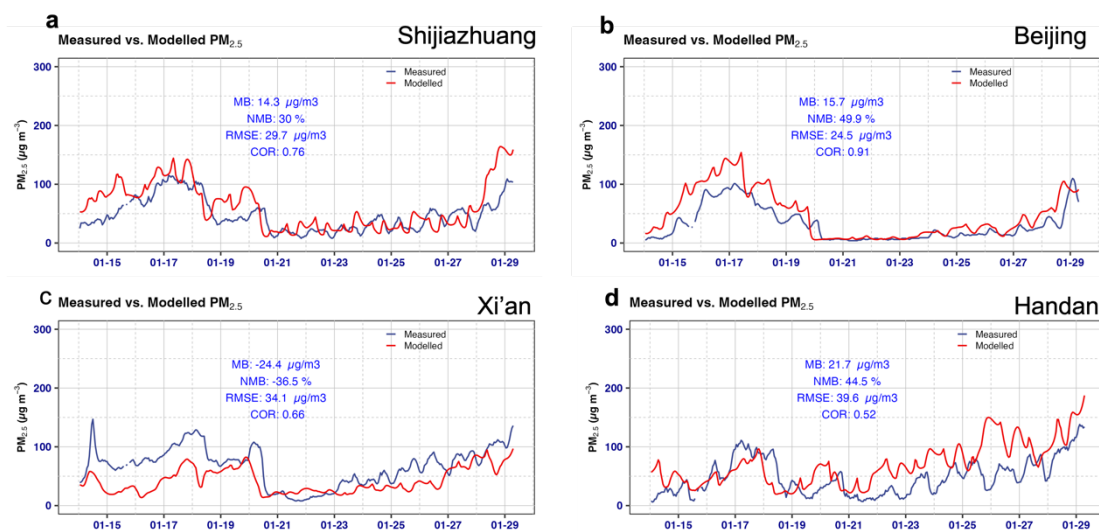 a
Measured vs. Modelled PM2.5
Shijiazhuang
300
200
100
0
PM2.5 (µg m−3)
Measured
Modelled
MB: 14.3 µg/m3
NMB: 30 %
RMSE: 29.7 µg/m3
COR: 0.76
01-15 01-17 01-19 01-21 01-23 01-25 01-27 01-29
b
Measured vs. Modelled PM2.5
Beijing
300
200
100
0
PM2.5 (µg m−3)
Measured
Modelled
MB: 15.7 µg/m3
NMB: 49.9 %
RMSE: 24.5 µg/m3
COR: 0.91
01-15 01-17 01-19 01-21 01-23 01-25 01-27 01-29
c
Measured vs. Modelled PM2.5
Xi'an
300
200
100
0
PM2.5 (µg m−3)
Measured
Modelled
MB: -24.4 µg/m3
NMB: -36.5 %
RMSE: 34.1 µg/m3
COR: 0.66
01-15 01-17 01-19 01-21 01-23 01-25 01-27 01-29
d
Measured vs. Modelled PM2.5
Handan
300
200
100
0
PM2.5 (µg m−3)
Measured
Modelled
MB: 21.7 µg/m3
NMB: 44.5 %
RMSE: 39.6 µg/m3
COR: 0.52
01-15 01-17 01-19 01-21 01-23 01-25 01-27 01-29